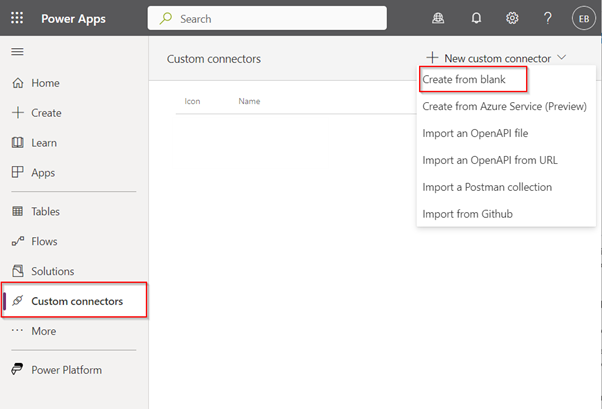 Power Apps
Search
?
EB
Custom connectors
New custom connector
Icon
Name
Create from blank
Create from Azure Service (Preview)
Import an OpenAPI file
Import an OpenAPI from URL
Import a Postman collection
Import from Github
Home
Create
Learn
Apps
Tables
Flows
Solutions
Custom connectors
More
Power Platform